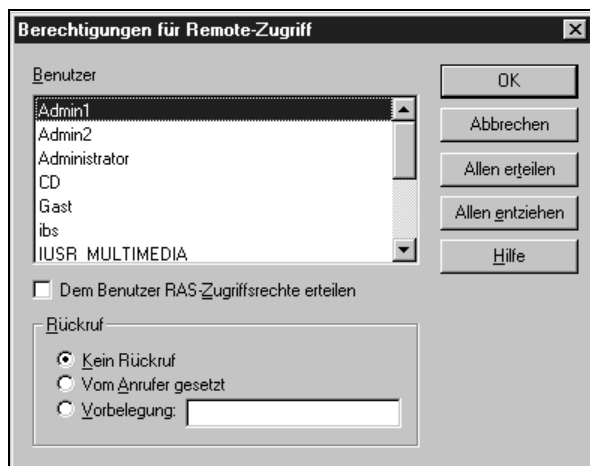 Berechtigungen für Remote-Zugriff
Benutzer
Admin1
Admin2
Administrator
CD
Gast
ibs
IUSR_MULTIMEDIA
OK
Abbrechen
Allen erteilen
Allen entziehen
Hilfe
Dem Benutzer RAS-Zugriffsrechte erteilen
Rückruf
Kein Rückruf
Vom Anrufer gesetzt
Vorbelegung: